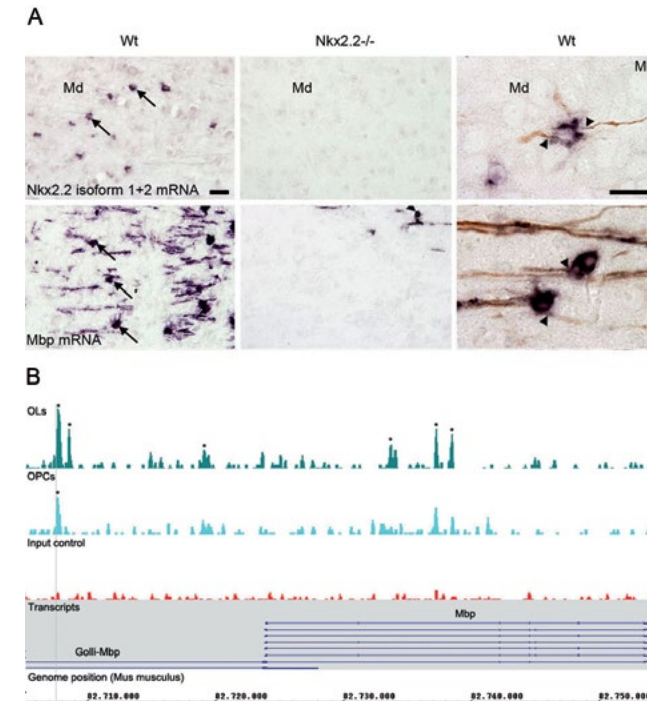 A
Wt Nkx2.2-/- Wt
Md Md Md M
Nkx2.2 isoform 1+2 mRNA
Mbp mRNA
B
OLs
OPCs
Input control
Transcripts
Mbp
Golli-Mbp
Genome position (Mus musculus)
82.710.000 82.720.000 82.730.000 82.740.000 82.750.000